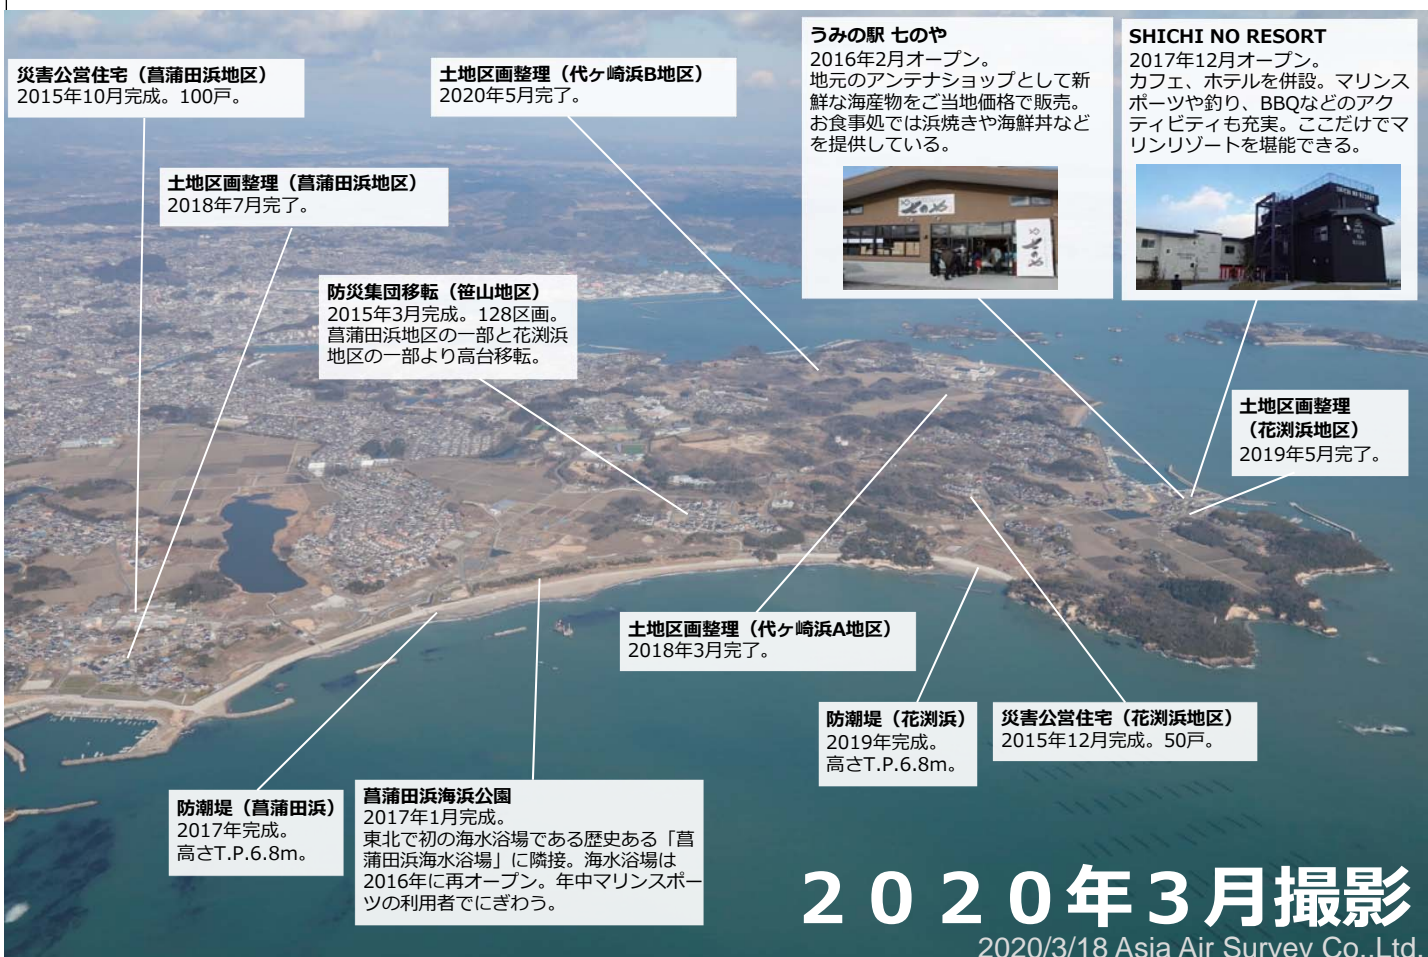 災害公営住宅（菖蒲田浜地区）
2015年10月完成。100戸。
土地区画整理（代ヶ崎浜B地区）
2020年5月完了。
うみの駅 七のや
2016年2月オープン。
地元のアンテナショップとして新
鮮な海産物をご当地価格で販売。
お食事処では浜焼きや海鮮丼など
を提供している。
七のや
七のや
SHICHI NO RESORT
2017年12月オープン。
カフェ、ホテルを併設。マリンス
ポーツや釣り、BBQなどのアク
ティビティも充実。ここだけでマ
リンリゾートを堪能できる。
SHICHI NO RESORT
SHICHI
NO
RESORT
土地区画整理（菖蒲田浜地区）
2018年7月完了。
防災集団移転（笹山地区）
2015年3月完成。128区画。
菖蒲田浜地区の一部と花渕浜
地区の一部より高台移転。
土地区画整理
（花渕浜地区）
2019年5月完了。
土地区画整理（代ヶ崎浜A地区）
2018年3月完了。
防潮堤（花渕浜）
2019年完成。
高さT.P.6.8m。
災害公営住宅（花渕浜地区）
2015年12月完成。50戸。
防潮堤（菖蒲田浜）
2017年完成。
高さT.P.6.8m。
菖蒲田浜海浜公園
2017年1月完成。
東北で初の海水浴場である歴史ある「菖
蒲田浜海水浴場」に隣接。海水浴場は
2016年に再オープン。年中マリンスポー
ツの利用者でにぎわう。
２０２０年３月撮影
2020/3/18 Asia Air Survey Co.,Ltd.